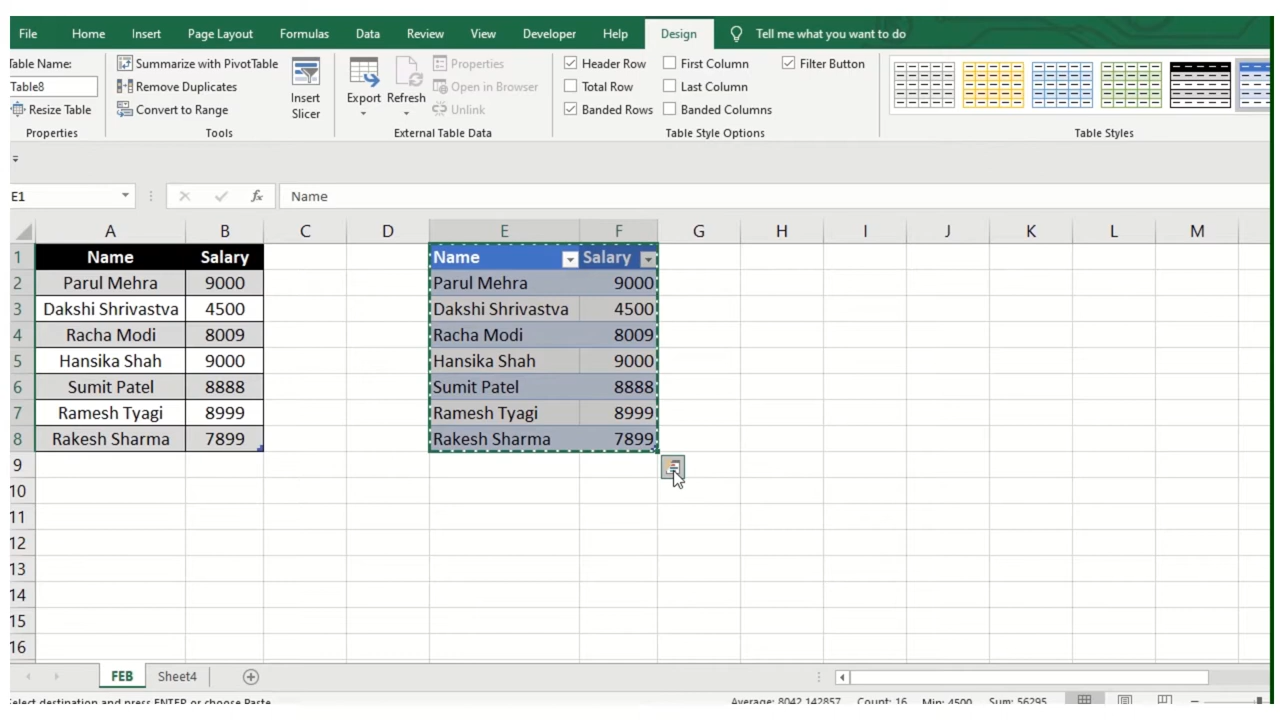 File Home Insert Page Layout Formulas Data Review View Developer Help Design Tell me what you want to do
Table Name: Summarize with PivotTable Properties Header Row First Column Filter Button
Table8 Remove Duplicates Insert Slicer Export Refresh Open in Browser Total Row Last Column
Resize Table Convert to Range Unlink Banded Rows Banded Columns
Properties Tools External Table Data Table Style Options Table Styles
E1 fx Name
A B C D E F G H I J K L M
1 Name Salary Name Salary
2 Parul Mehra 9000 Parul Mehra 9000
3 Dakshi Shrivastva 4500 Dakshi Shrivastva 4500
4 Racha Modi 8009 Racha Modi 8009
5 Hansika Shah 9000 Hansika Shah 9000
6 Sumit Patel 8888 Sumit Patel 8888
7 Ramesh Tyagi 8999 Ramesh Tyagi 8999
8 Rakesh Sharma 7899 Rakesh Sharma 7899
9
10
11
12
13
14
15
16
FEB Sheet4
Select destination and press ENTER or choose Paste Average: 8042.142857 Count: 16 Min: 4500 Sum: 56295